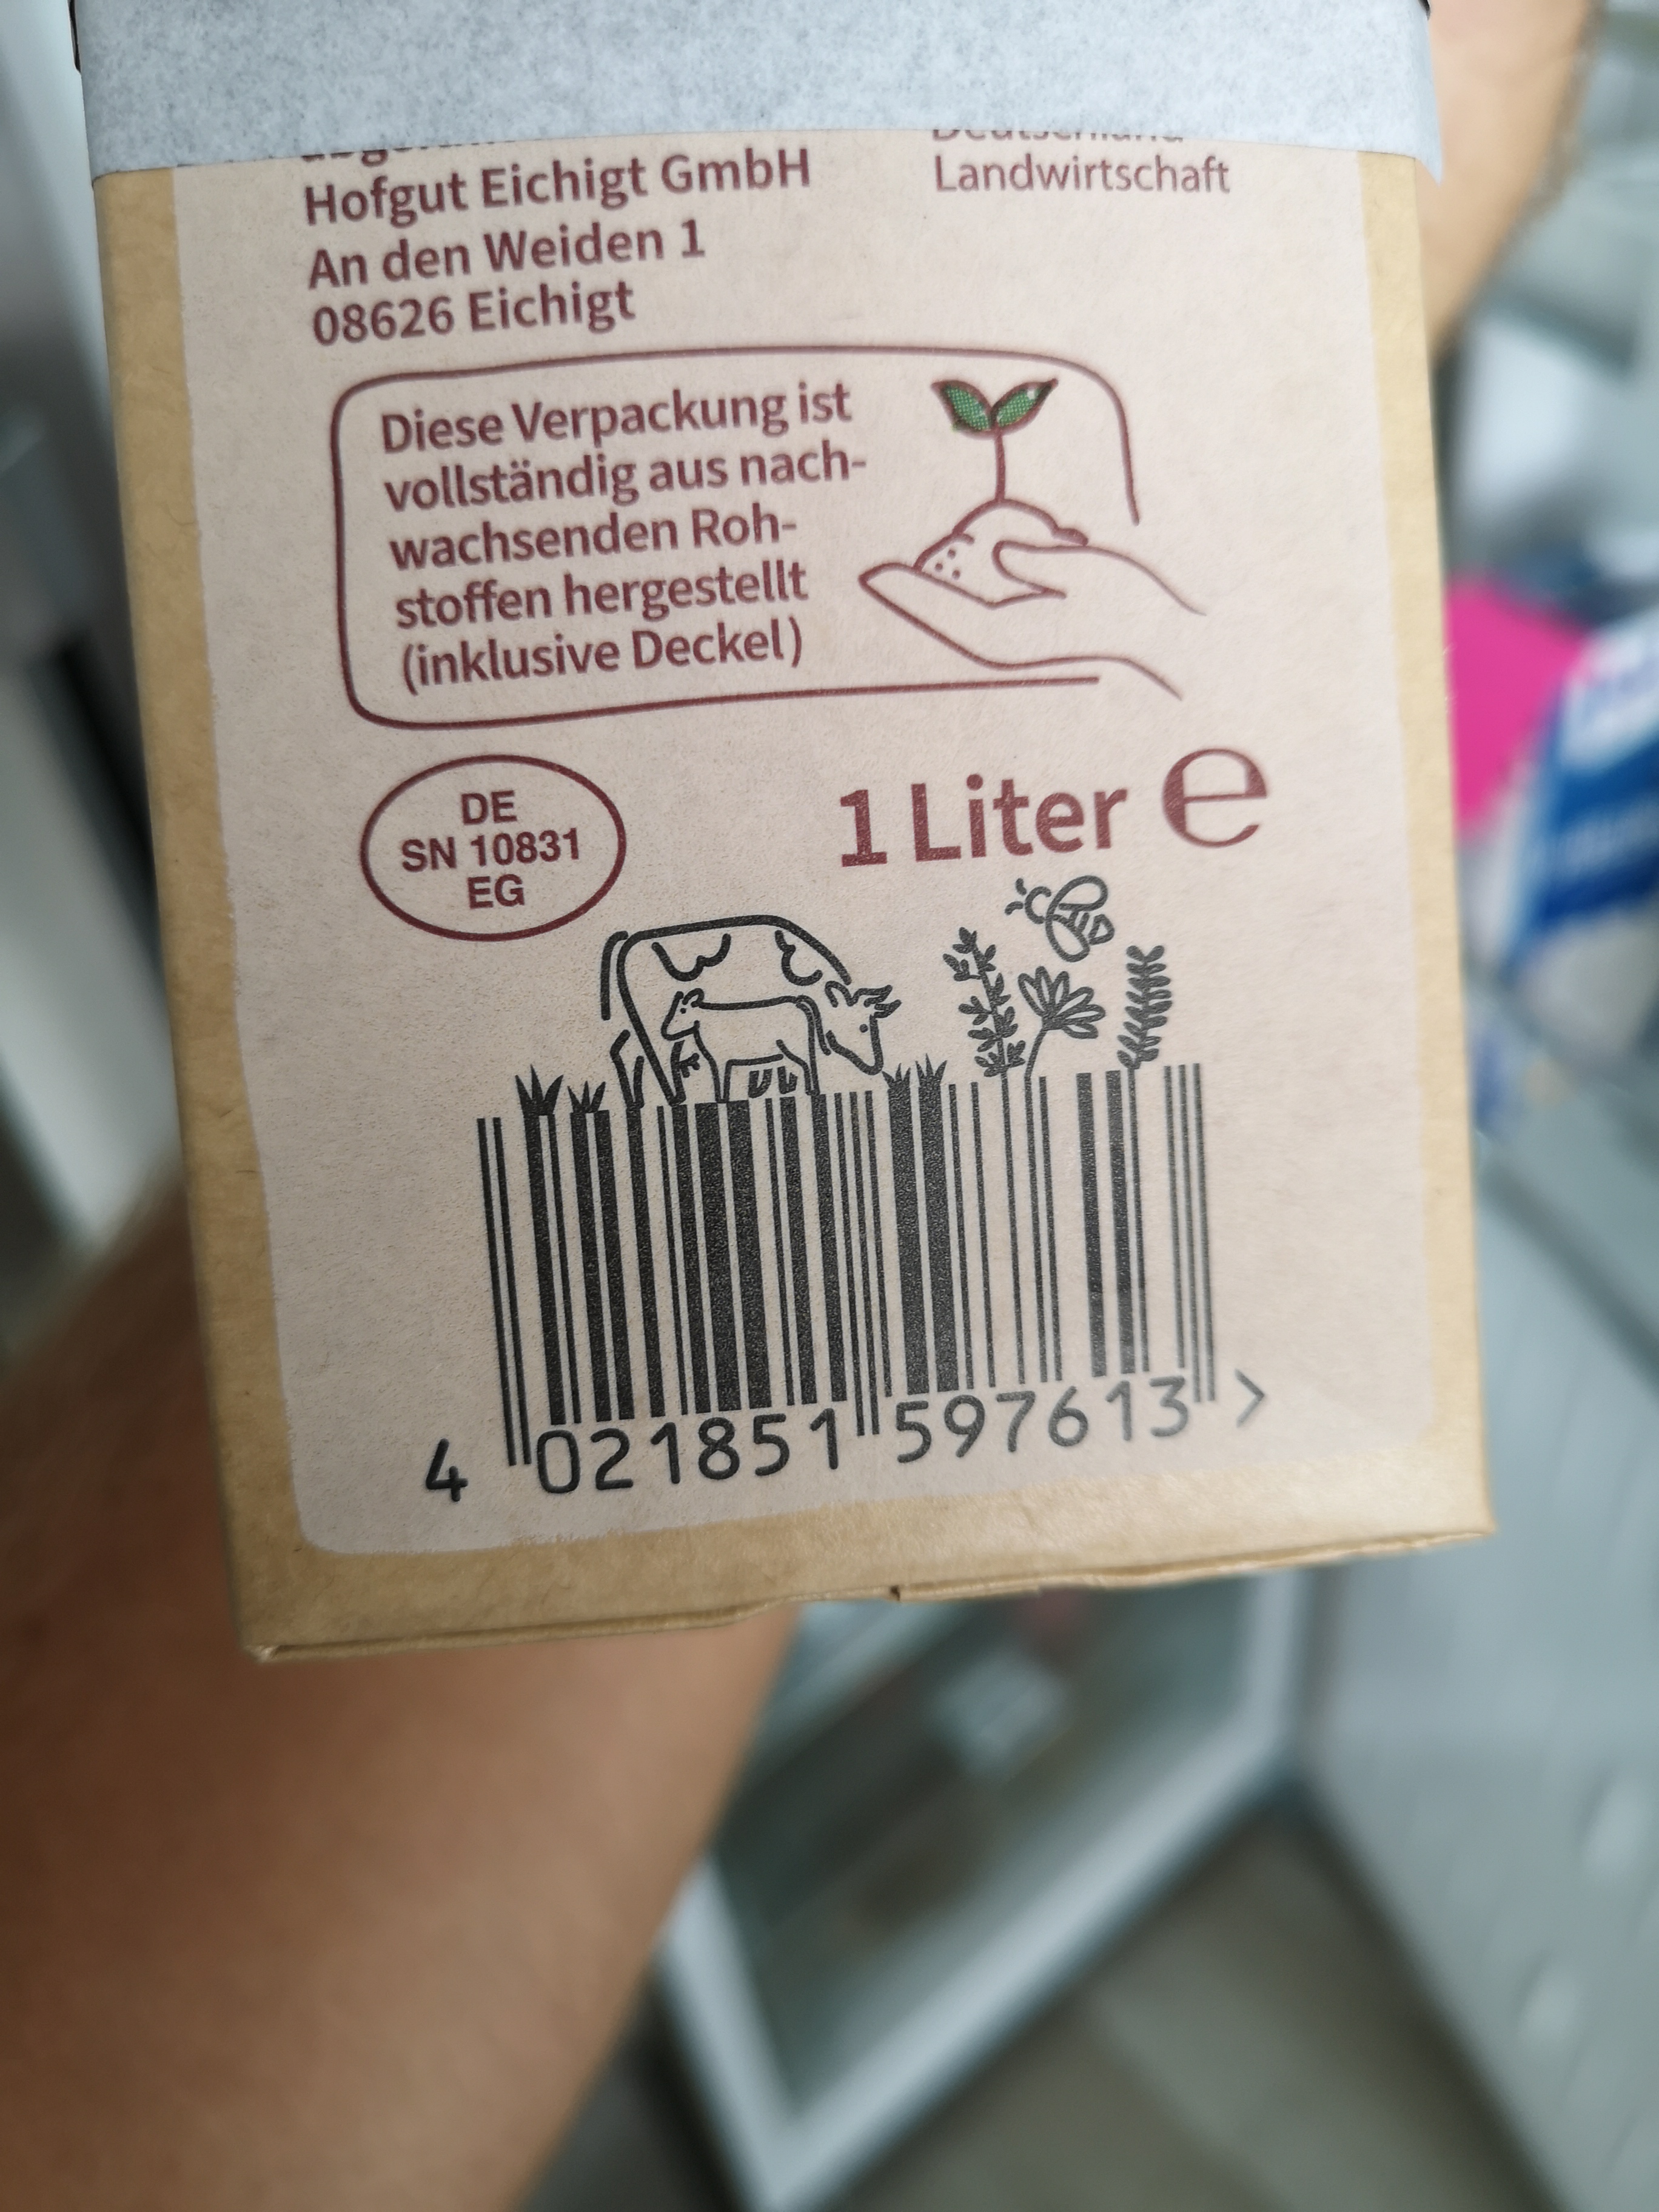 Hofgut Eichigt GmbH
An den Weiden 1
08626 Eichigt
Deutschland
Landwirtschaft
Diese Verpackung ist
vollständig aus nach-
wachsenden Roh-
stoffen hergestellt
(inklusive Deckel)
DE
SN 10831
EG
1 Liter ℮
4 021851 597613 >